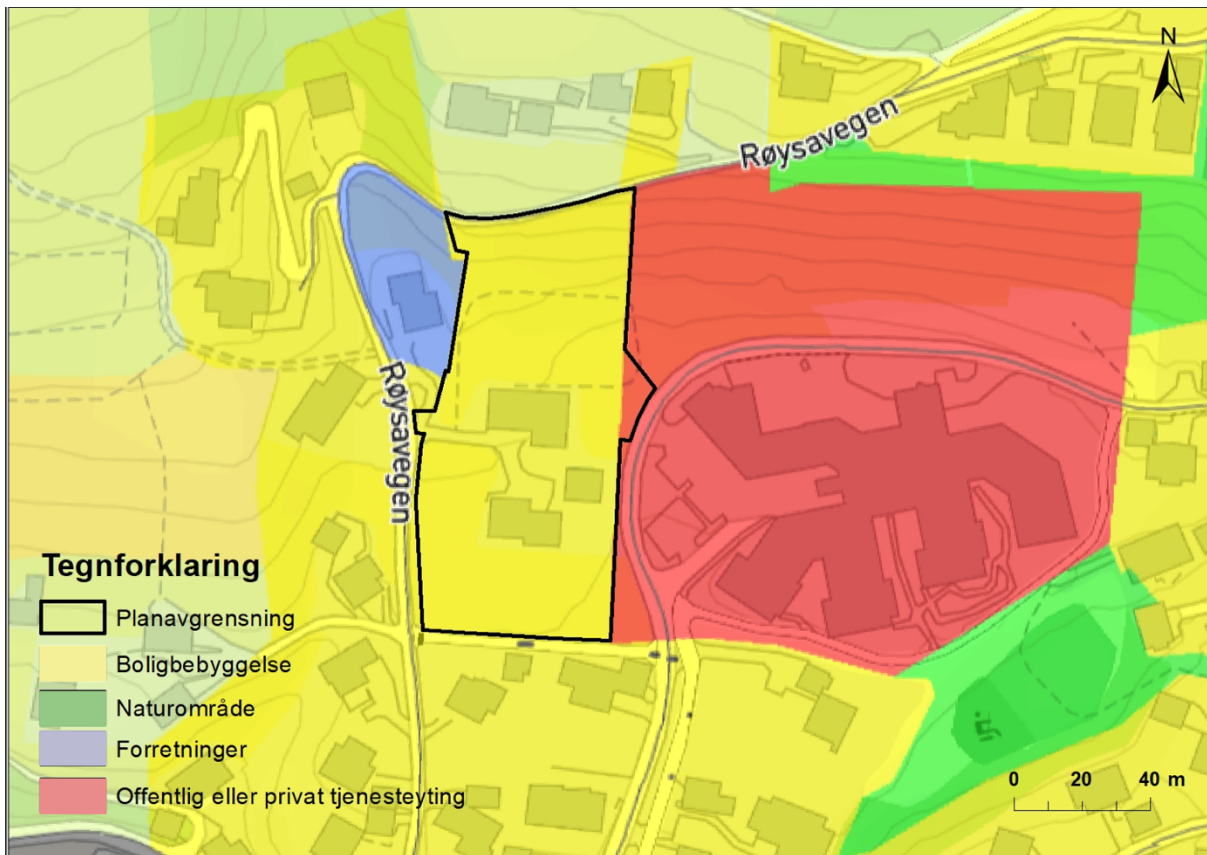 N
Røysavegen
Røysavegen
Tegnforklaring
Planavgrensning
Boligbebyggelse
Naturområde
Forretninger
Offentlig eller privat tjenesteyting
0 20 40 m